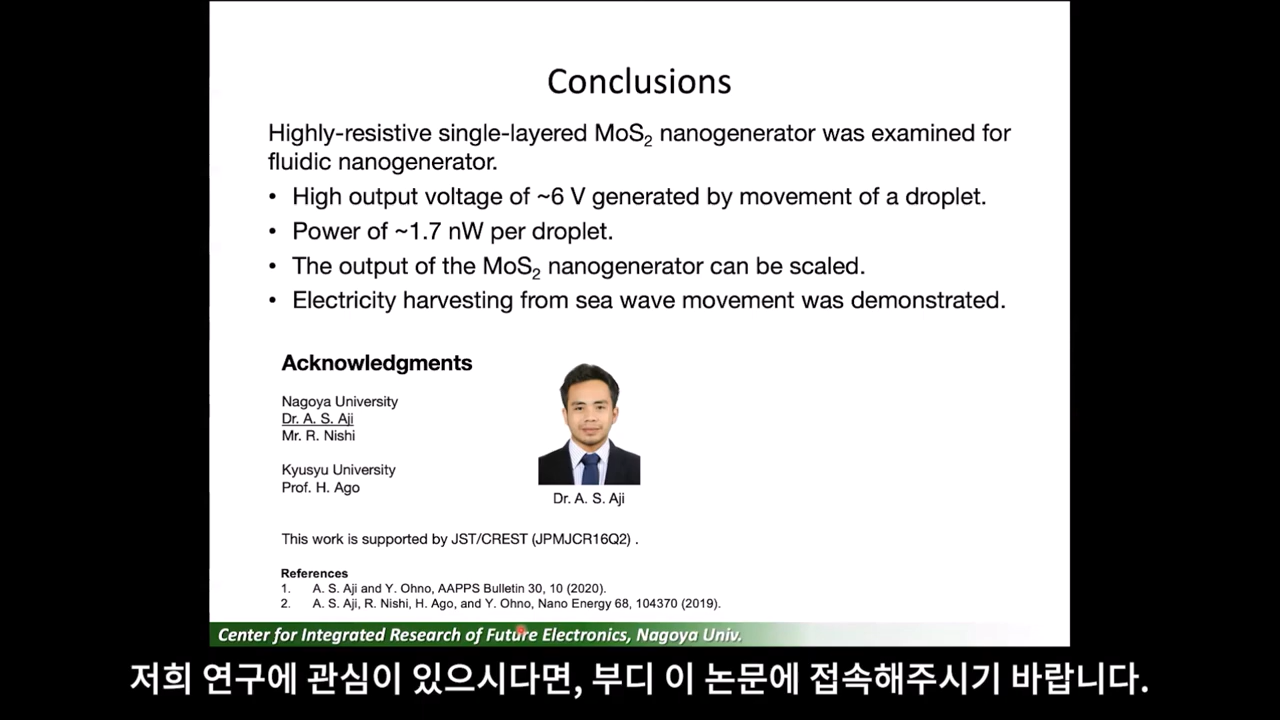 Conclusions
Highly-resistive single-layered MoS₂ nanogenerator was examined for
fluidic nanogenerator.
• High output voltage of ~6 V generated by movement of a droplet.
• Power of ~1.7 nW per droplet.
• The output of the MoS₂ nanogenerator can be scaled.
• Electricity harvesting from sea wave movement was demonstrated.
Acknowledgments
Nagoya University
Dr. A. S. Aji
Mr. R. Nishi
Kyusyu University
Prof. H. Ago
Dr. A. S. Aji
This work is supported by JST/CREST (JPMJCR16Q2) .
References
1. A. S. Aji and Y. Ohno, AAPPS Bulletin 30, 10 (2020).
2. A. S. Aji, R. Nishi, H. Ago, and Y. Ohno, Nano Energy 68, 104370 (2019).
Center for Integrated Research of Future Electronics, Nagoya Univ.
저희 연구에 관심이 있으시다면, 부디 이 논문에 접속해주시기 바랍니다.